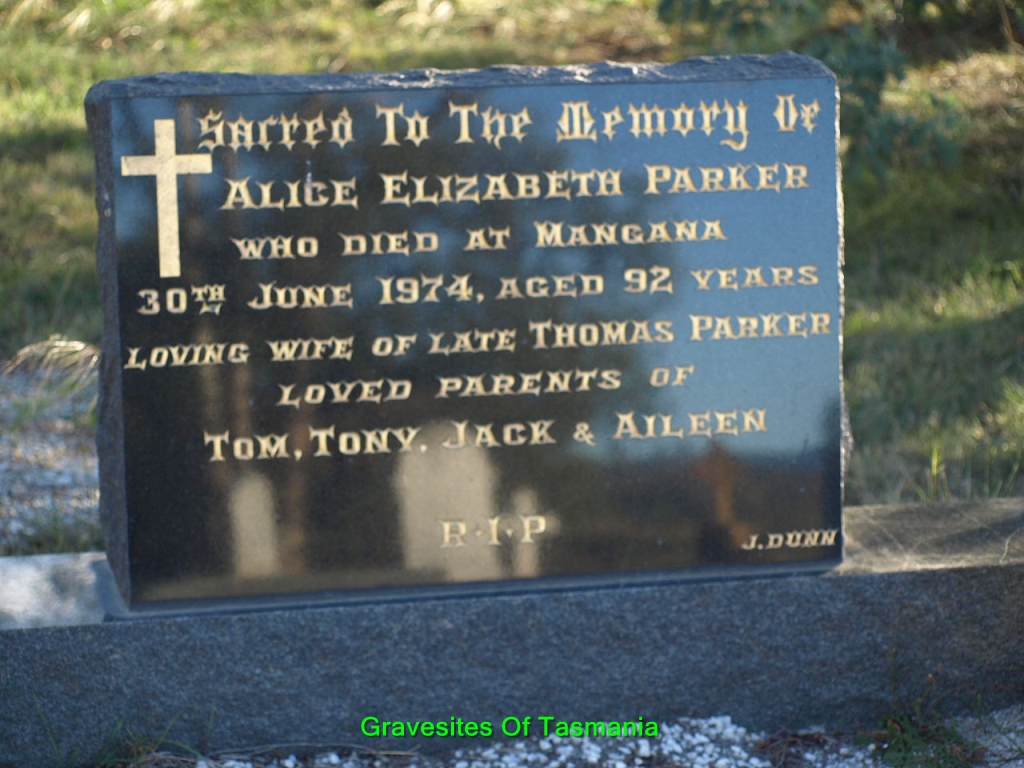 Sacred To The Memory Of
ALICE ELIZABETH PARKER
WHO DIED AT MANGANA
30TH JUNE 1974, AGED 92 YEARS
LOVING WIFE OF LATE THOMAS PARKER
LOVED PARENTS OF
TOM, TONY, JACK & AILEEN
R·I·P
J. DUNN
Gravesites Of Tasmania